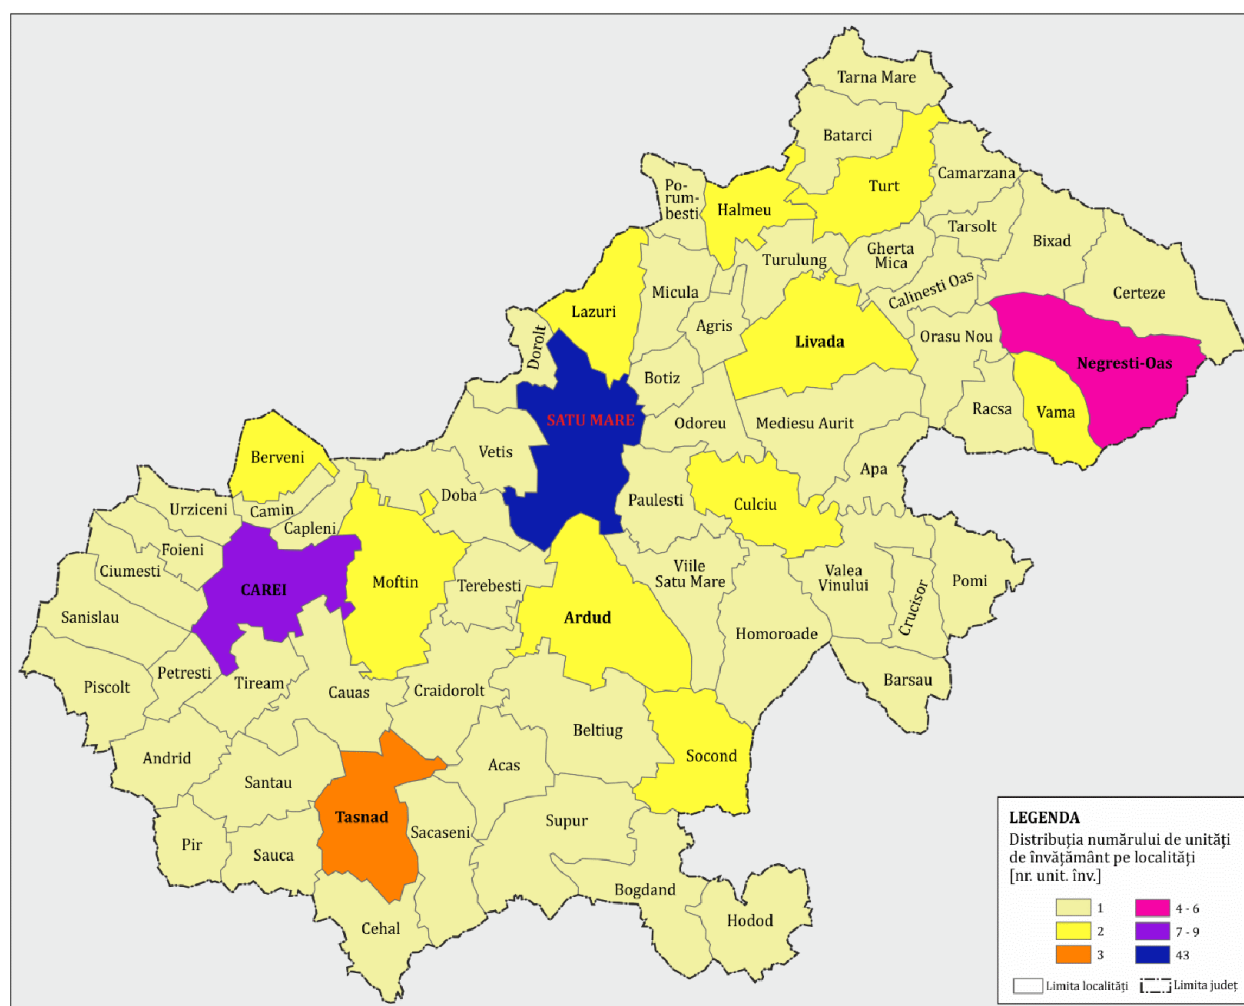 Tarna Mare
Batarci
Camarzana
Po-
rum-
besti
Halmeu
Turt
Tarsolt
Bixad
Turulung
Gherta
Mica
Calinesti Oas
Certeze
Micula
Lazuri
Agris
Livada
Orasu Nou
Negresti-Oas
Dorolt
Botiz
Racsa
Vama
SATU MARE
Odoreu
Mediesu Aurit
Apa
Berveni
Vetis
Doba
Paulesti
Culciu
Urziceni
Camin
Capleni
Foieni
Ciumesti
CAREI
Moftin
Terebesti
Viile
Satu Mare
Valea
Vinului
Crucisor
Pomi
Sanislau
Ardud
Homoroade
Petresti
Piscolt
Tiream
Cauas
Craidorolt
Barsau
Beltiug
Socond
Andrid
Santau
Acas
Tasnad
Sacaseni
Supur
Pir
Sauca
Bogdand
Hodod
Cehal
LEGENDA
Distribuția numărului de unități
de învățământ pe localități
[nr. unit. înv.]
1
4 - 6
2
7 - 9
3
43
Limita localități
Limita județ